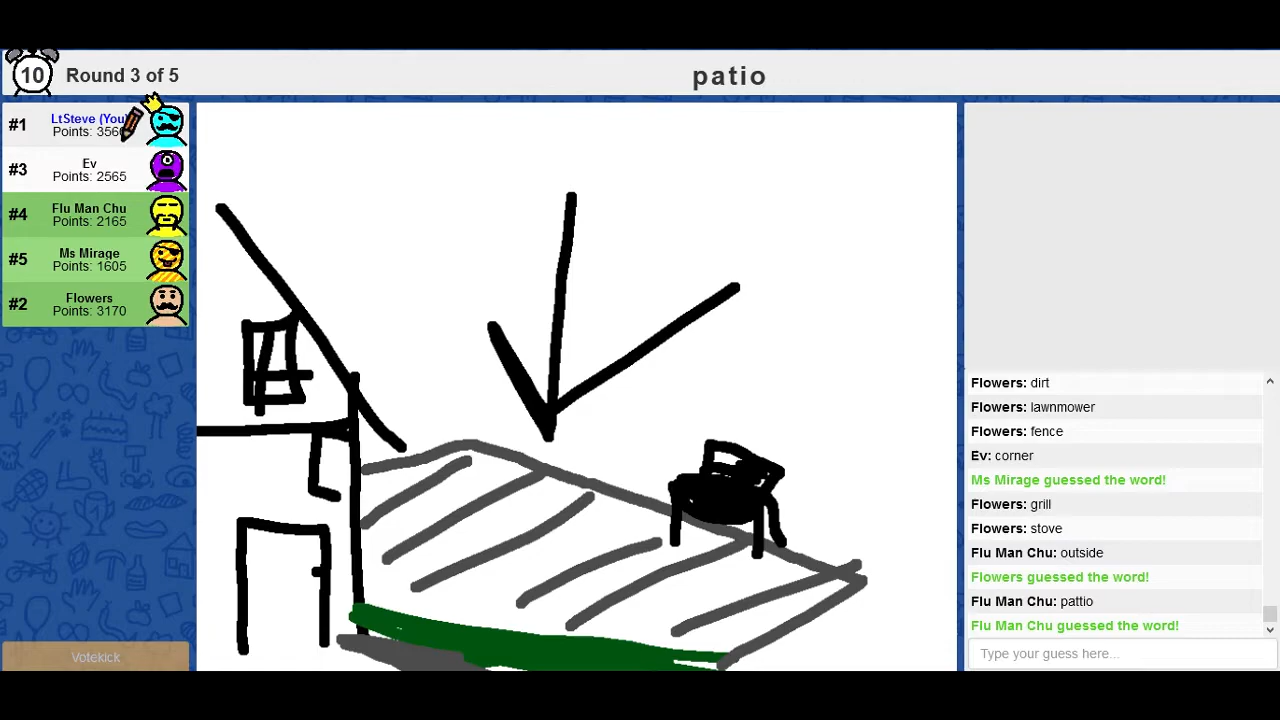 10
Round 3 of 5
patio
#1
LtSteve (You
Points: 3560
#3
Ev
Points: 2565
#4
Flu Man Chu
Points: 2165
#5
Ms Mirage
Points: 1605
#2
Flowers
Points: 3170
Votekick
Flowers: dirt
Flowers: lawnmower
Flowers: fence
Ev: corner
Ms Mirage guessed the word!
Flowers: grill
Flowers: stove
Flu Man Chu: outside
Flowers guessed the word!
Flu Man Chu: pattio
Flu Man Chu guessed the word!
Type your guess here...